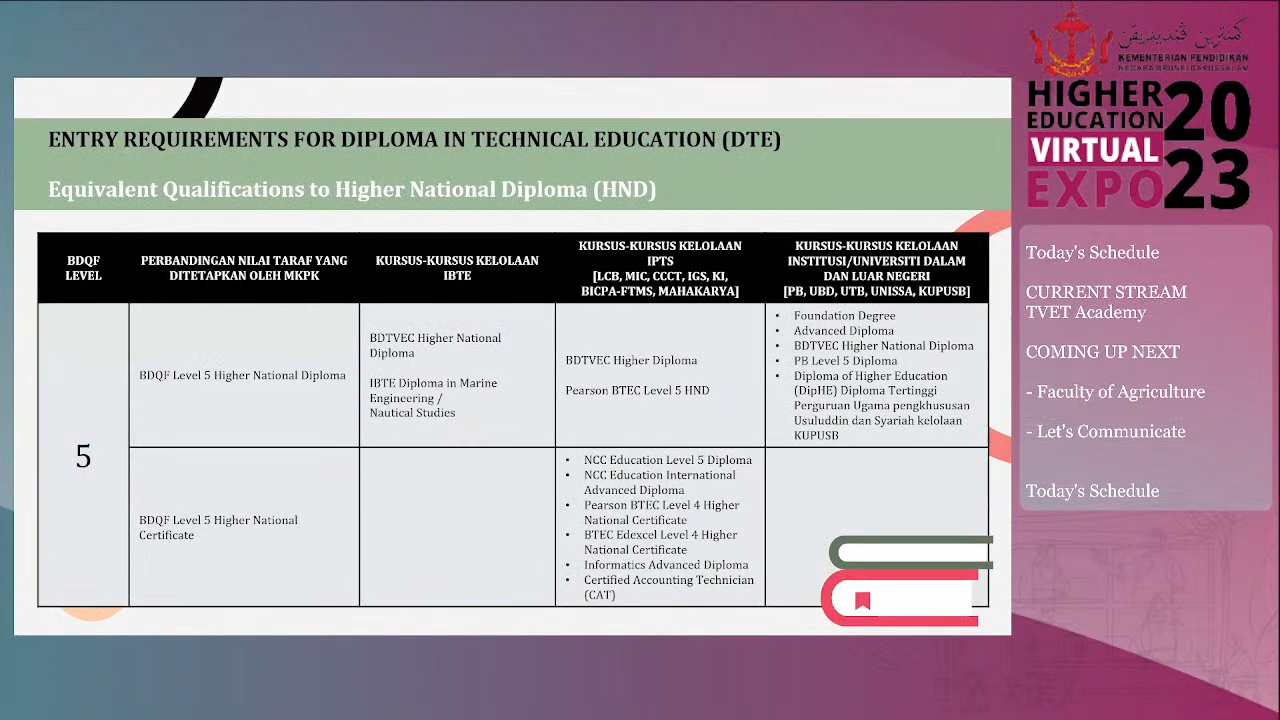 ENTRY REQUIREMENTS FOR DIPLOMA IN TECHNICAL EDUCATION (DTE)
Equivalent Qualifications to Higher National Diploma (HND)
BDQF
LEVEL
PERBANDINGAN NILAI TARAF YANG
DITETAPKAN OLEH MKPK
KURSUS-KURSUS KELOLAAN
IBTE
KURSUS-KURSUS KELOLAAN
IPTS
[LCB, MIC, CCCT, IGS, KI,
BICPA-FTMS, MAHAKARYA]
KURSUS-KURSUS KELOLAAN
INSTITUSI/UNIVERSITI DALAM
DAN LUAR NEGERI
[PB, UBD, UTB, UNISSA, KUPUSB]
5
BDQF Level 5 Higher National Diploma
BDTVEC Higher National
Diploma
IBTE Diploma in Marine
Engineering /
Nautical Studies
BDTVEC Higher Diploma
Pearson BTEC Level 5 HND
• Foundation Degree
• Advanced Diploma
• BDTVEC Higher National Diploma
• PB Level 5 Diploma
• Diploma of Higher Education
(DipHE) Diploma Tertinggi
Perguruan Ugama pengkhususan
Usuluddin dan Syariah kelolaan
KUPUSB
BDQF Level 5 Higher National
Certificate
• NCC Education Level 5 Diploma
• NCC Education International
Advanced Diploma
• Pearson BTEC Level 4 Higher
National Certificate
• BTEC Edexcel Level 4 Higher
National Certificate
• Informatics Advanced Diploma
• Certified Accounting Technician
(CAT)
كمنترين ڤنديديقن
KEMENTERIAN PENDIDIKAN
NEGARA BRUNEI DARUSSALAM
HIGHER
EDUCATION
VIRTUAL
EXPO
20
23
Today's Schedule
CURRENT STREAM
TVET Academy
COMING UP NEXT
- Faculty of Agriculture
- Let's Communicate
Today's Schedule